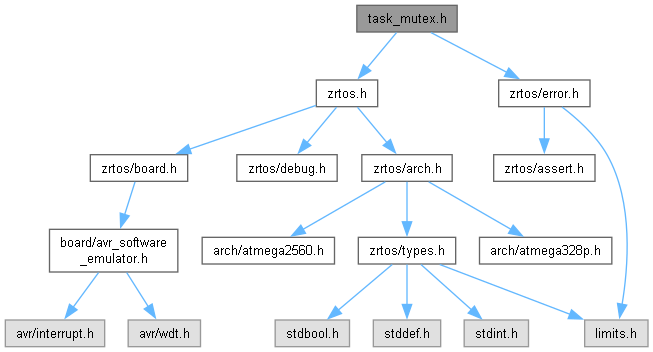 task_mutex.h
zrtos.h
zrtos/error.h
zrtos/board.h
zrtos/debug.h
zrtos/arch.h
zrtos/assert.h
board/avr_software
_emulator.h
arch/atmega2560.h
zrtos/types.h
arch/atmega328p.h
avr/interrupt.h
avr/wdt.h
stdbool.h
stddef.h
stdint.h
limits.h